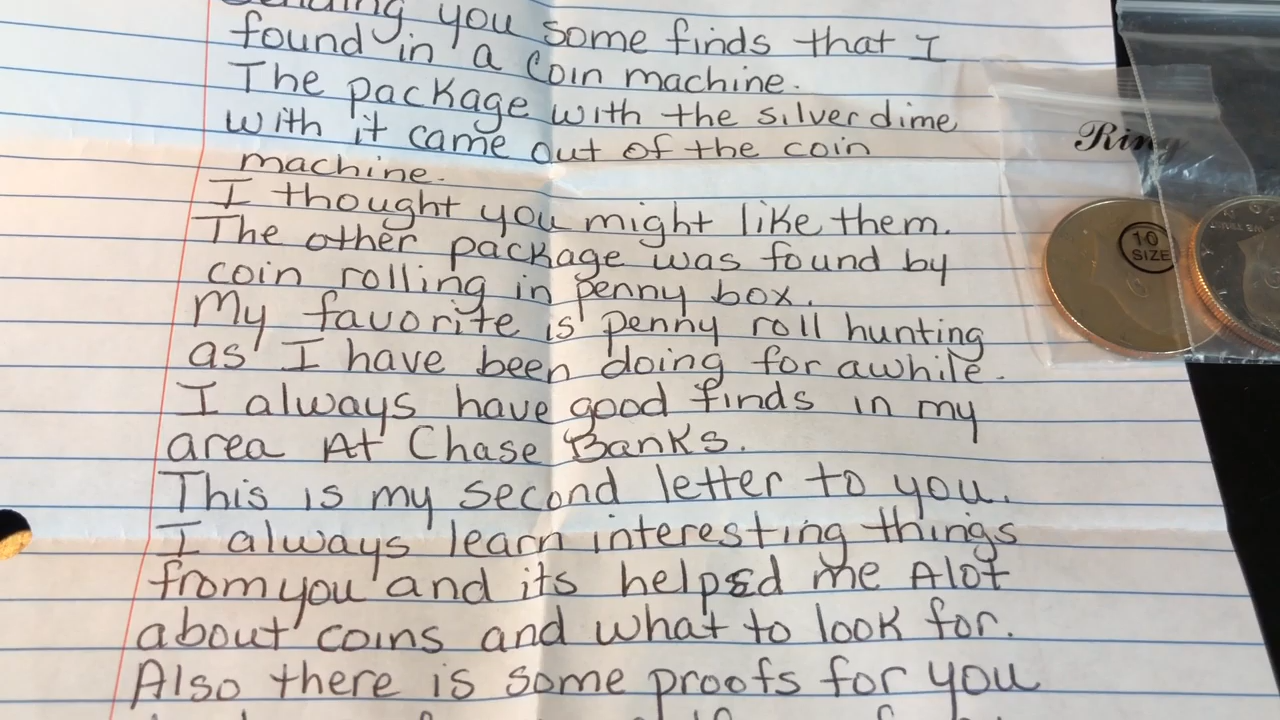 sending you some finds that I
found in a coin machine.
The package with the silver dime
with it came out of the coin
machine.
I thought you might like them.
The other package was found by
coin rolling in penny box.
My favorite is penny roll hunting
as I have been doing for awhile.
I always have good finds in my
area At Chase Banks.
This is my second letter to you.
I always learn interesting things
from you and its helped me Alot
about coins and what to look for.
Also there is some proofs for you
Ring
10
SIZE